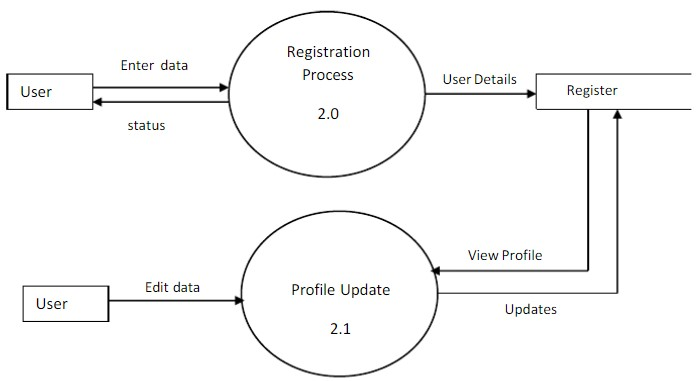 Enter data
User
status
Registration
Process
2.0
User Details
Register
View Profile
Edit data
User
Profile Update
2.1
Updates